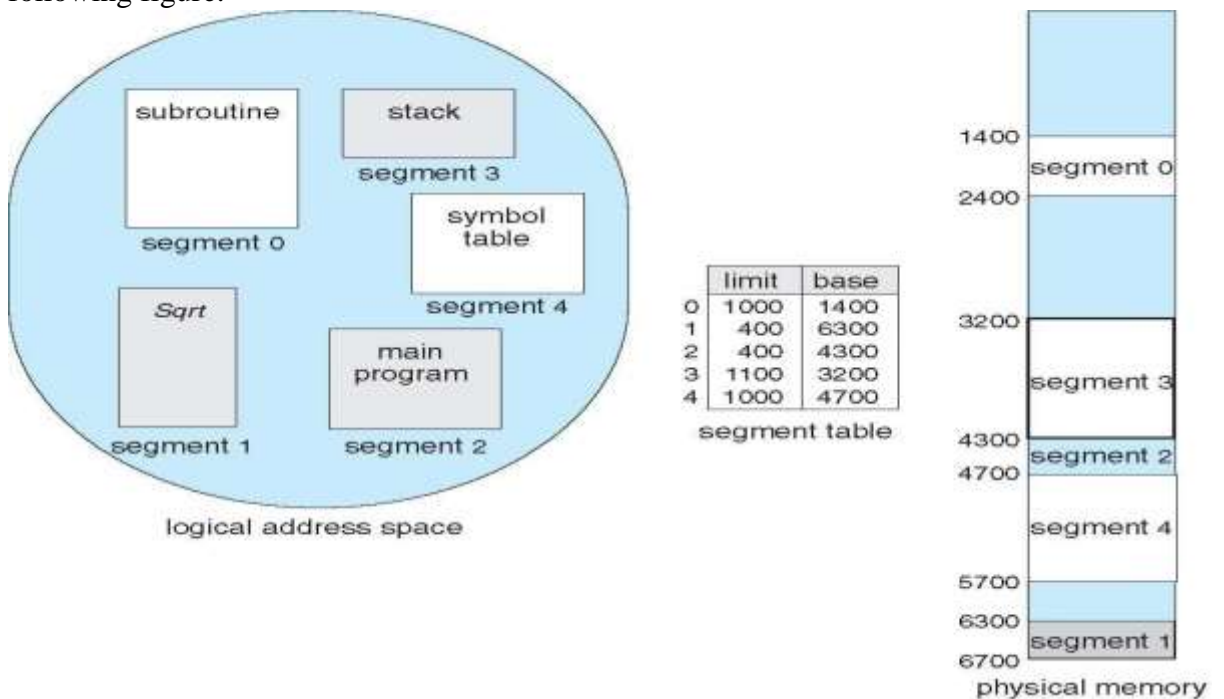 following figure.
subroutine
stack
segment 3
segment 0
symbol
table
segment 4
Sqrt
segment 1
main
program
segment 2
logical address space
limit base
0 1000 1400
1 400 6300
2 400 4300
3 1100 3200
4 1000 4700
segment table
1400
segment 0
2400
3200
segment 3
4300
segment 2
4700
segment 4
5700
6300
segment 1
6700
physical memory